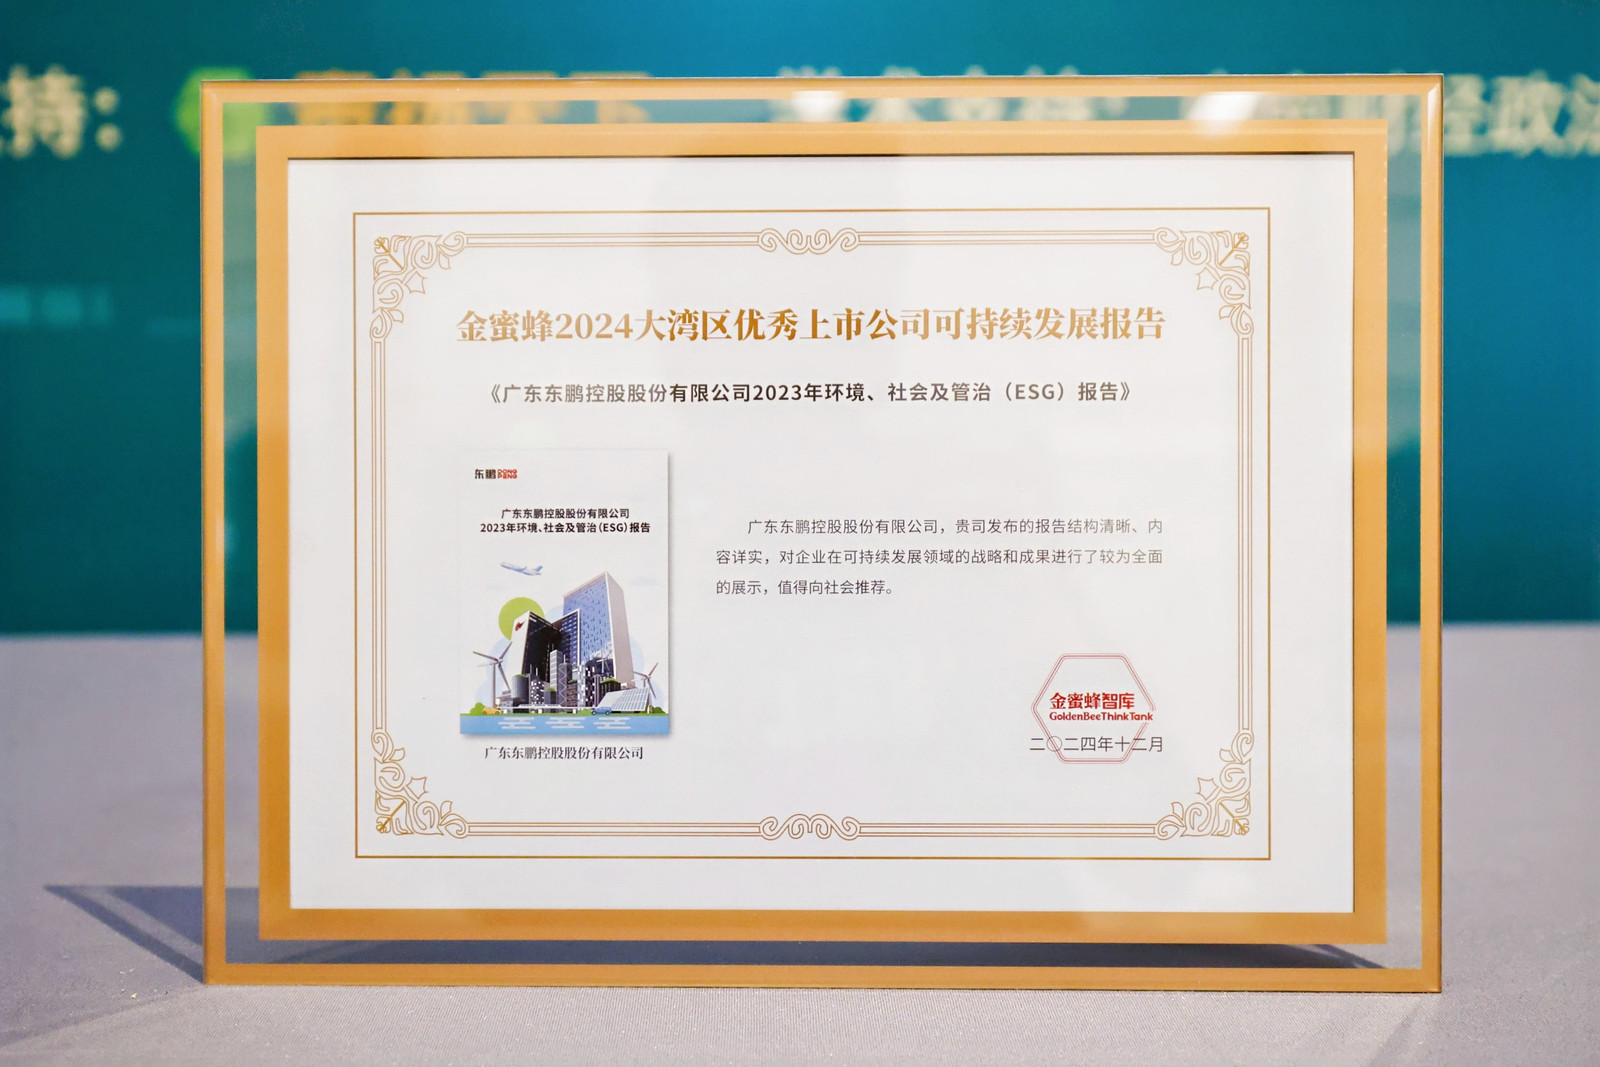 持：
经政法
金蜜蜂2024大湾区优秀上市公司可持续发展报告
《广东东鹏控股股份有限公司2023年环境、社会及管治（ESG）报告》
东鹏 DONG PENG
广东东鹏控股股份有限公司
2023年环境、社会及管治（ESG）报告
广东东鹏控股股份有限公司
广东东鹏控股股份有限公司，贵司发布的报告结构清晰、内
容详实，对企业在可持续发展领域的战略和成果进行了较为全面
的展示，值得向社会推荐。
金蜜蜂智库
GoldenBeeThinkTank
二〇二四年十二月